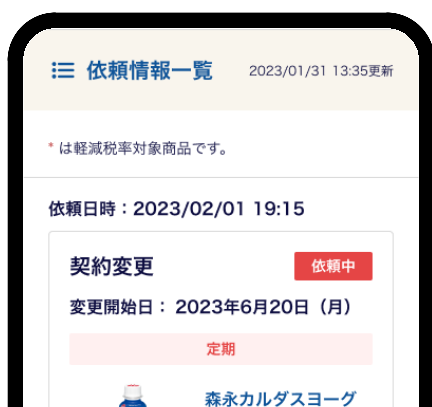 依頼情報一覧 2023/01/31 13:35更新
* は軽減税率対象商品です。
依頼日時：2023/02/01 19:15
契約変更 依頼中
変更開始日： 2023年6月20日（月）
定期
森永カルダスヨーグ